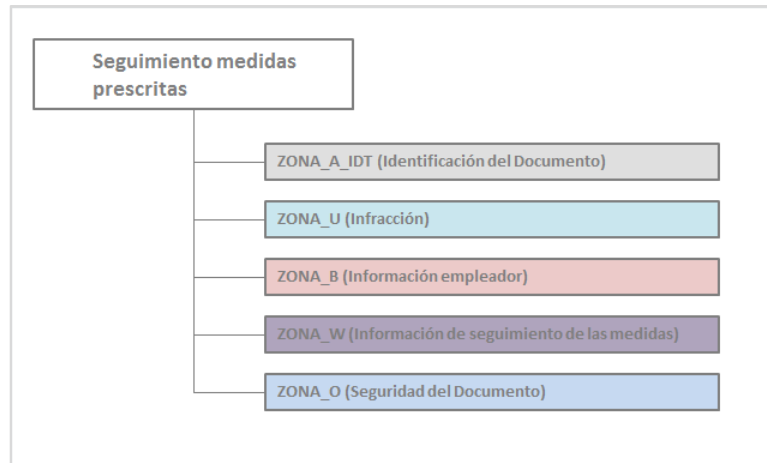 Seguimiento medidas
prescritas
ZONA_A_IDT (Identificación del Documento)
ZONA_U (Infracción)
ZONA_B (Información empleador)
ZONA_W (Información de seguimiento de las medidas)
ZONA_O (Seguridad del Documento)